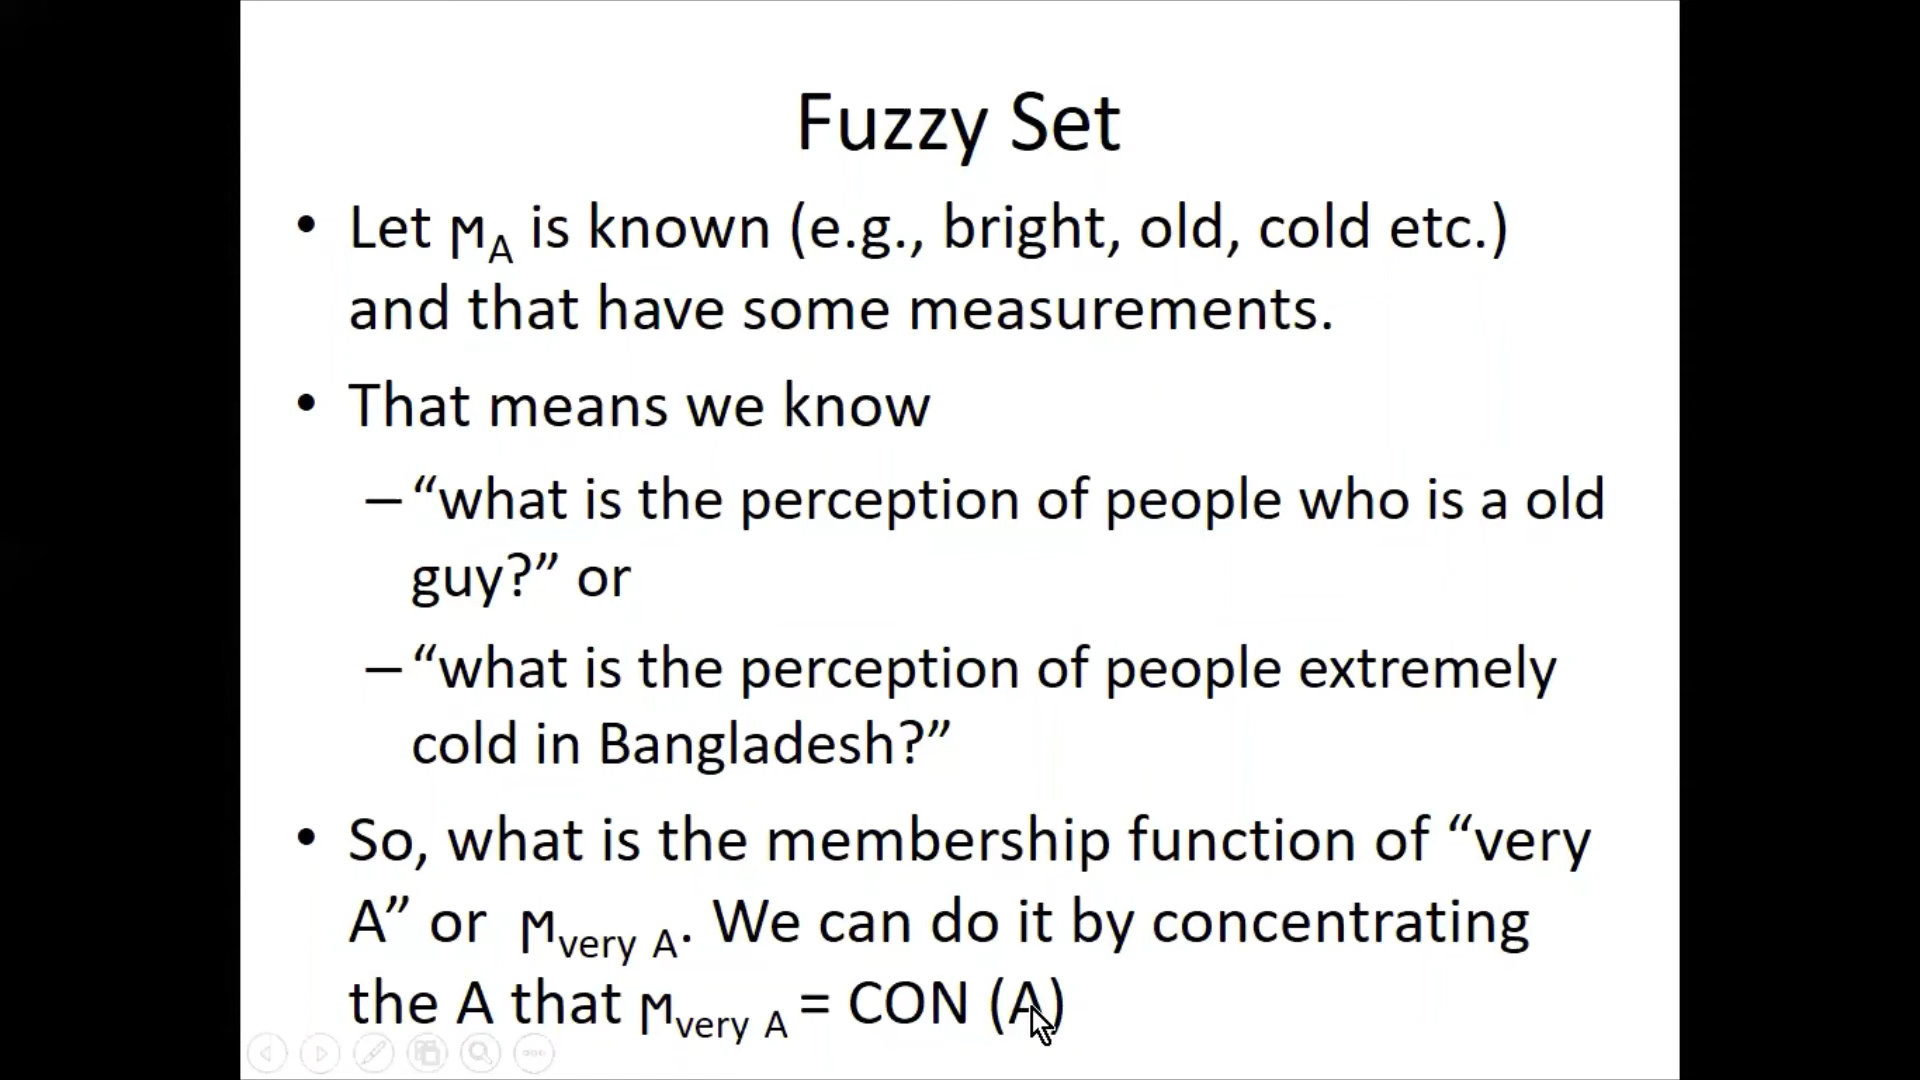 Fuzzy Set
• Let ϻA is known (e.g., bright, old, cold etc.)
and that have some measurements.
• That means we know
– “what is the perception of people who is a old
guy?” or
– “what is the perception of people extremely
cold in Bangladesh?”
• So, what is the membership function of “very
A” or ϻvery A. We can do it by concentrating
the A that ϻvery A = CON (A)